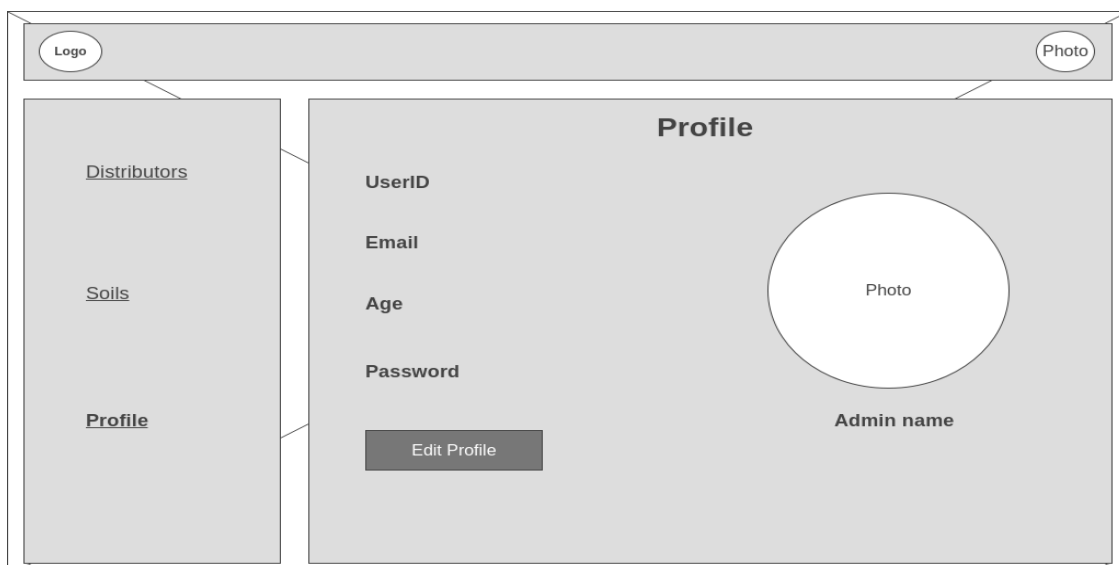 Logo
Photo
Distributors
Soils
Profile
Profile
UserID
Email
Age
Password
Edit Profile
Photo
Admin name